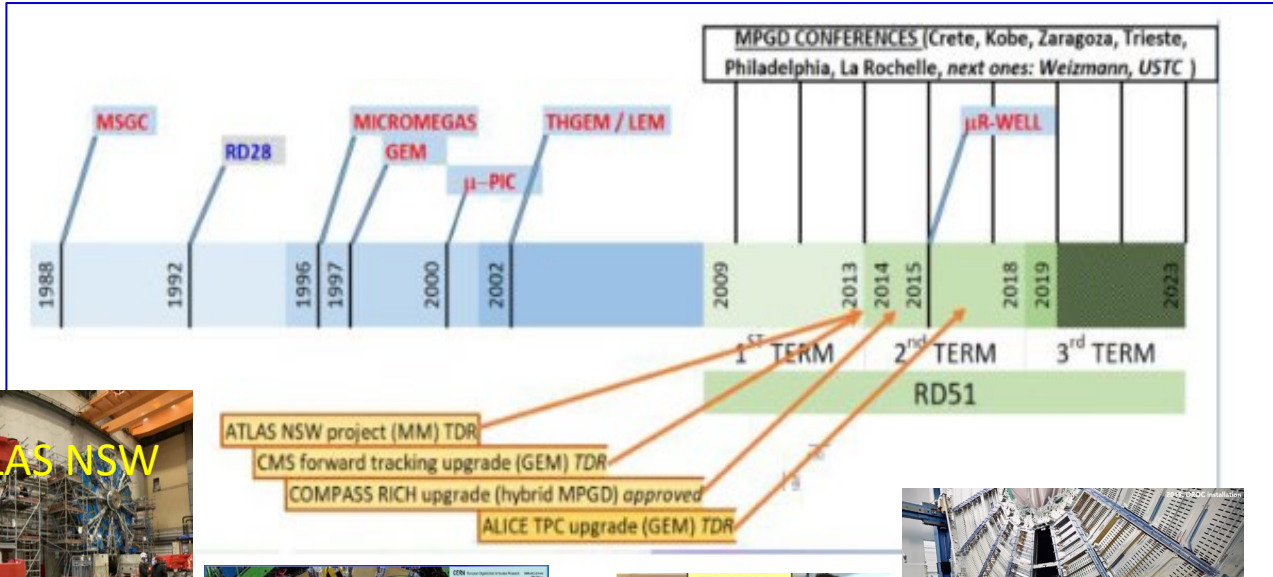 MPGD CONFERENCES (Crete, Kobe, Zaragoza, Trieste,
Philadelphia, La Rochelle, next ones: Weizmann, USTC )
MSGC
RD28
MICROMEGAS
GEM
μ-PIC
THGEM / LEM
μR-WELL
1988
1992
1996
1997
2000
2002
2009
2013
2014
2015
2018
2019
2023
1ST TERM
2nd TERM
3rd TERM
RD51
ATLAS NSW project (MM) TDR
CMS forward tracking upgrade (GEM) TDR
COMPASS RICH upgrade (hybrid MPGD) approved
ALICE TPC upgrade (GEM) TDR
LAS NSW
CERN